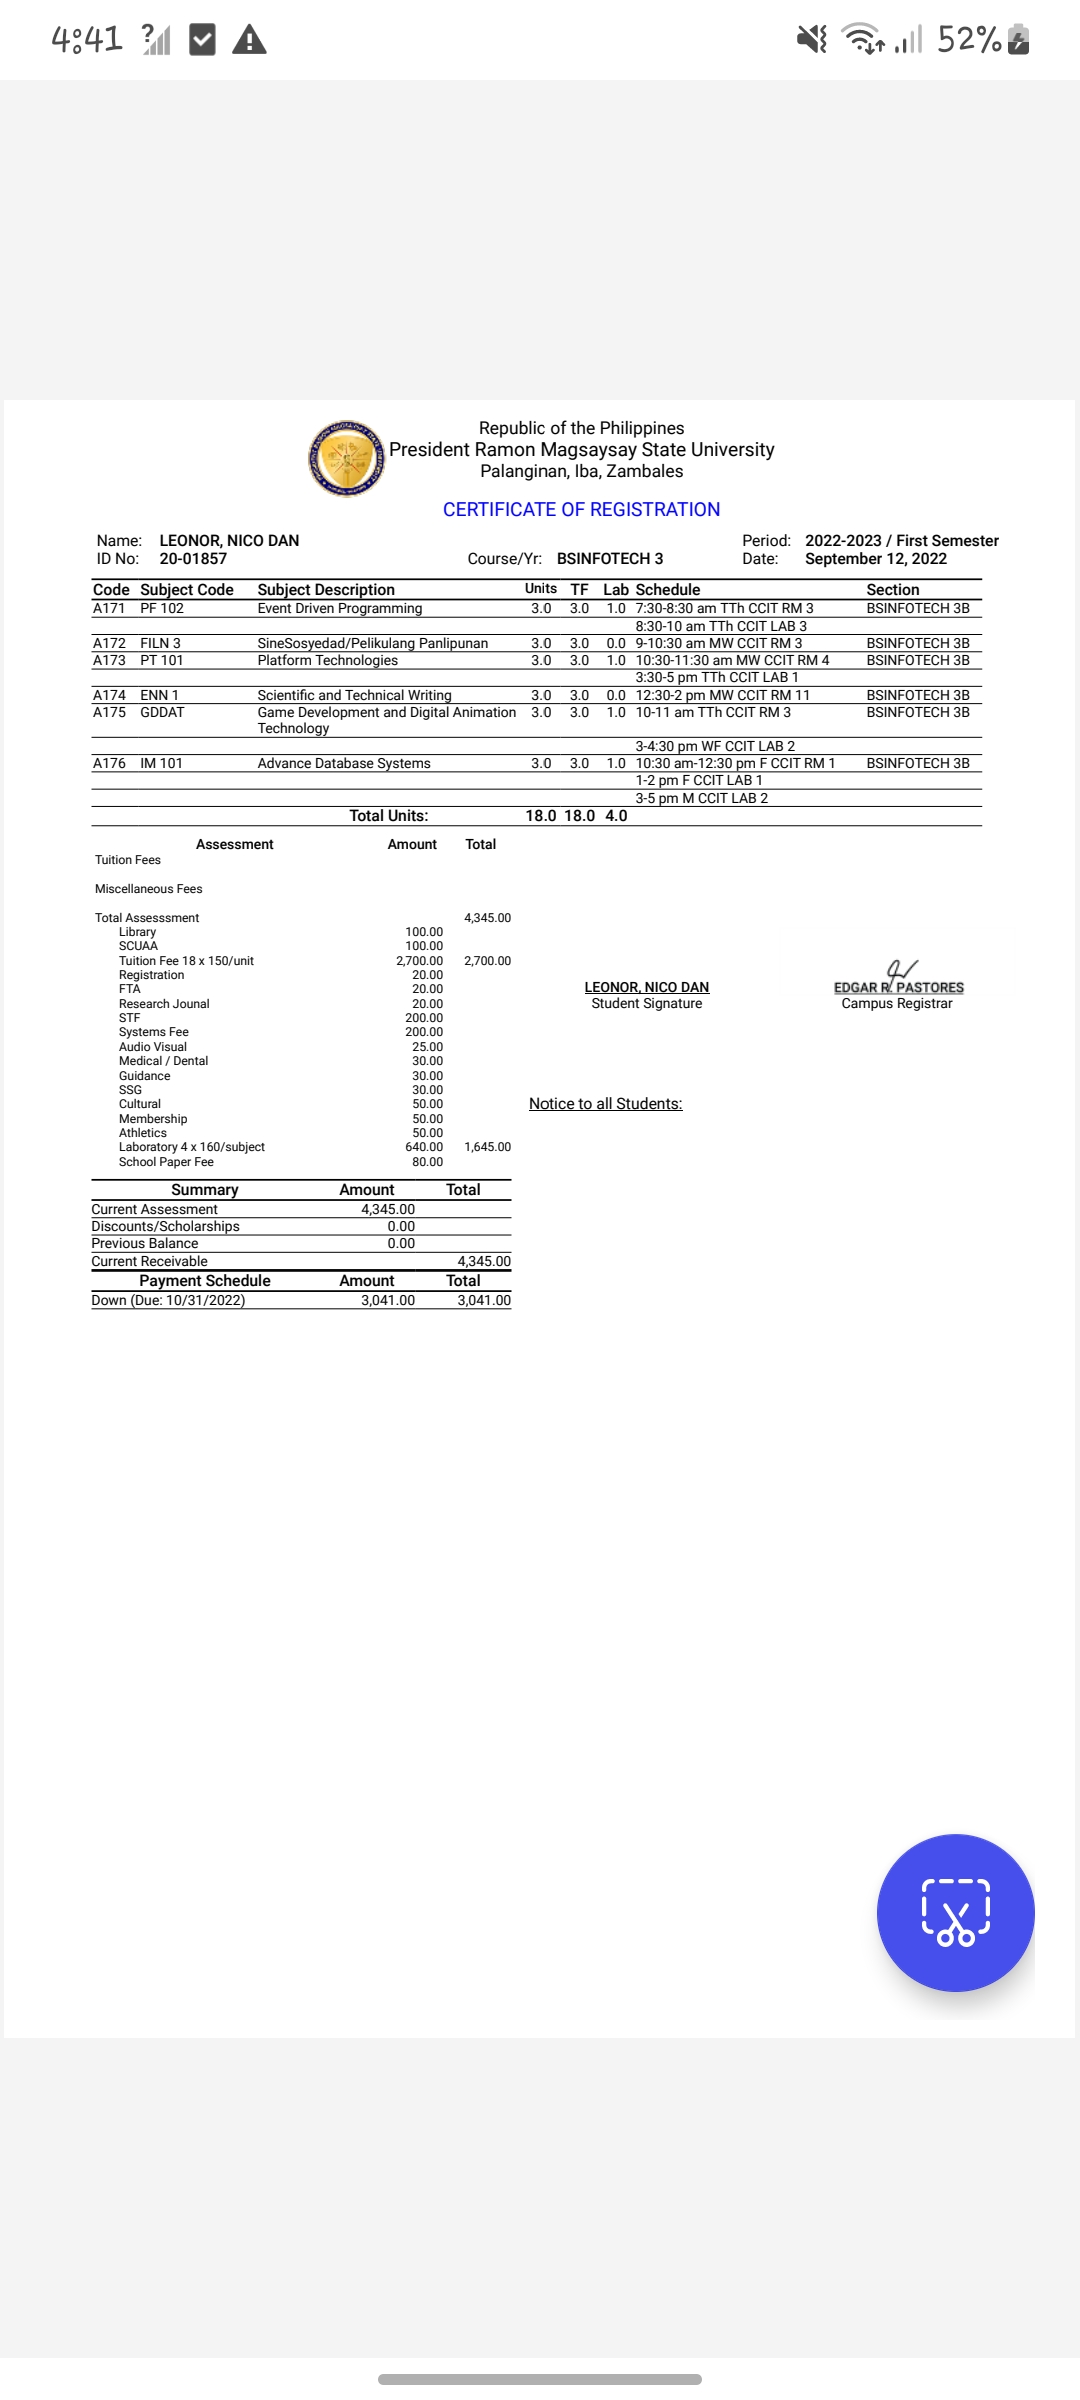 4:41
52%
Republic of the Philippines
President Ramon Magsaysay State University
Palanginan, Iba, Zambales
CERTIFICATE OF REGISTRATION
Name: LEONOR, NICO DAN Period: 2022-2023 / First Semester
ID No: 20-01857 Course/Yr: BSINFOTECH 3 Date: September 12, 2022
Code Subject Code Subject Description Units TF Lab Schedule Section
A171 PF 102 Event Driven Programming 3.0 3.0 1.0 7:30-8:30 am TTh CCIT RM 3 BSINFOTECH 3B
8:30-10 am TTh CCIT LAB 3
A172 FILN 3 SineSosyedad/Pelikulang Panlipunan 3.0 3.0 0.0 9-10:30 am MW CCIT RM 3 BSINFOTECH 3B
A173 PT 101 Platform Technologies 3.0 3.0 1.0 10:30-11:30 am MW CCIT RM 4 BSINFOTECH 3B
3:30-5 pm TTh CCIT LAB 1
A174 ENN 1 Scientific and Technical Writing 3.0 3.0 0.0 12:30-2 pm MW CCIT RM 11 BSINFOTECH 3B
A175 GDDAT Game Development and Digital Animation 3.0 3.0 1.0 10-11 am TTh CCIT RM 3 BSINFOTECH 3B
Technology
3-4:30 pm WF CCIT LAB 2
A176 IM 101 Advance Database Systems 3.0 3.0 1.0 10:30 am-12:30 pm F CCIT RM 1 BSINFOTECH 3B
1-2 pm F CCIT LAB 1
3-5 pm M CCIT LAB 2
Total Units: 18.0 18.0 4.0
Assessment Amount Total
Tuition Fees
Miscellaneous Fees
Total Assesssment 4,345.00
Library 100.00
SCUAA 100.00
Tuition Fee 18 x 150/unit 2,700.00 2,700.00
Registration 20.00
FTA 20.00
Research Jounal 20.00
STF 200.00
Systems Fee 200.00
Audio Visual 25.00
Medical / Dental 30.00
Guidance 30.00
SSG 30.00
Cultural 50.00
Membership 50.00
Athletics 50.00
Laboratory 4 x 160/subject 640.00 1,645.00
School Paper Fee 80.00
LEONOR, NICO DAN
Student Signature
EDGAR R. PASTORES
Campus Registrar
Notice to all Students:
Summary Amount Total
Current Assessment 4,345.00
Discounts/Scholarships 0.00
Previous Balance 0.00
Current Receivable 4,345.00
Payment Schedule Amount Total
Down (Due: 10/31/2022) 3,041.00 3,041.00